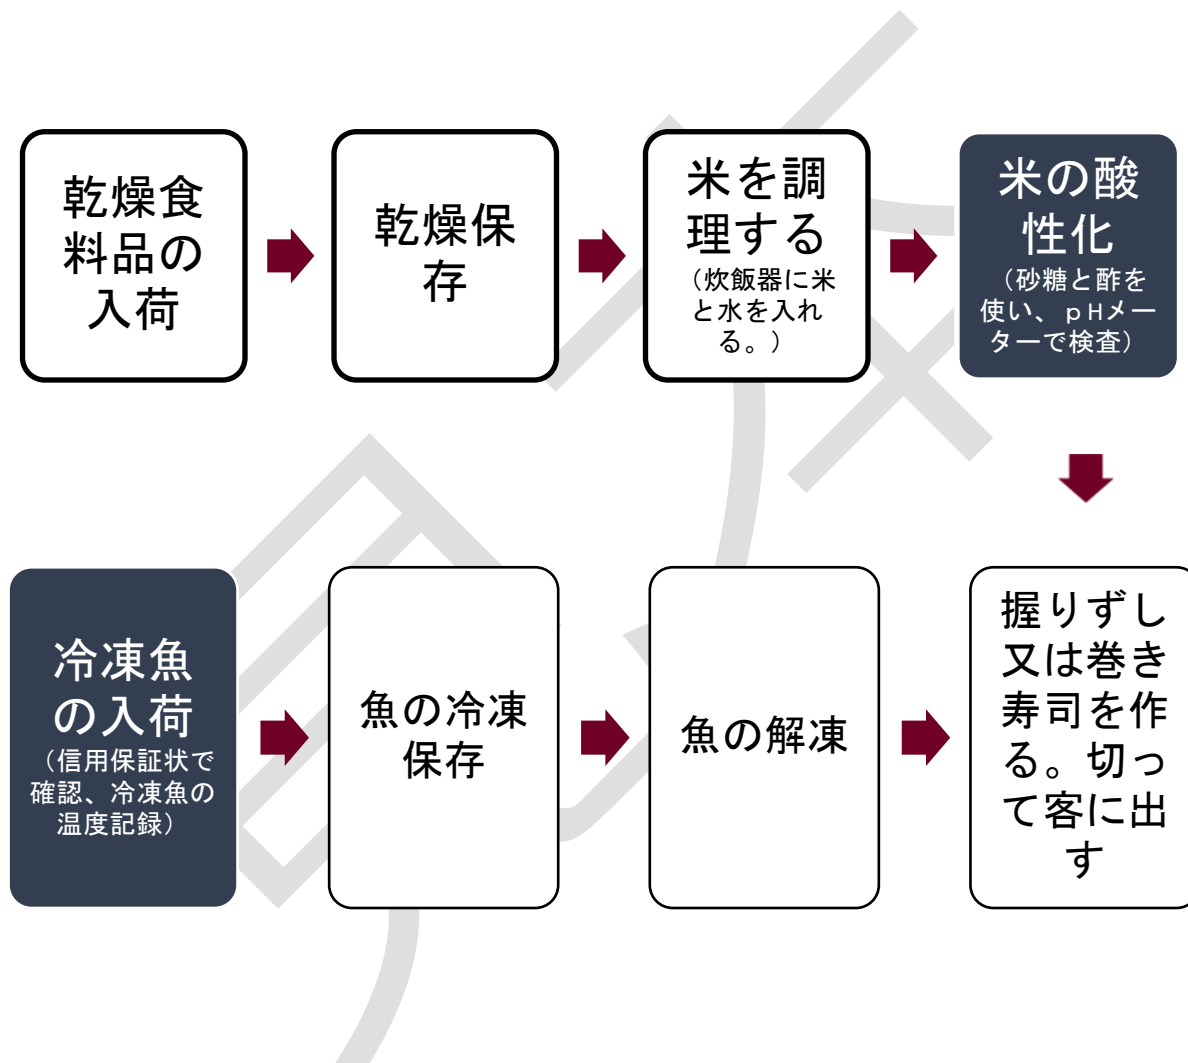 乾燥食
料品の
入荷
乾燥保
存
米を調
理する
（炊飯器に米
と水を入れ
る。）
米の酸
性化
（砂糖と酢を
使い、ｐHメー
ターで検査）
冷凍魚
の入荷
（信用保証状で
確認、冷凍魚の
温度記録）
魚の冷凍
保存
魚の解凍
握りずし
又は巻き
寿司を作
る。切っ
て客に出
す